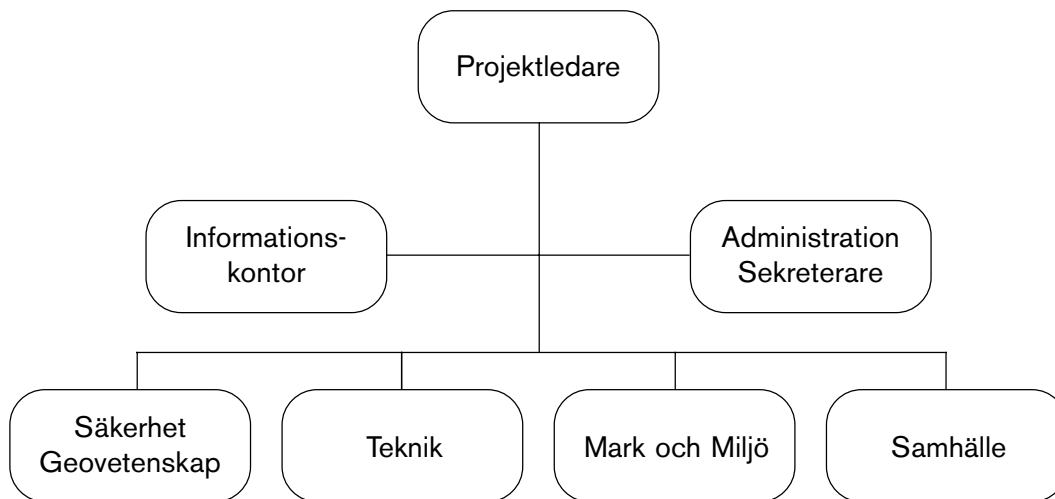 Projektledare
Informations-
kontor
Administration
Sekreterare
Säkerhet
Geovetenskap
Teknik
Mark och Miljö
Samhälle